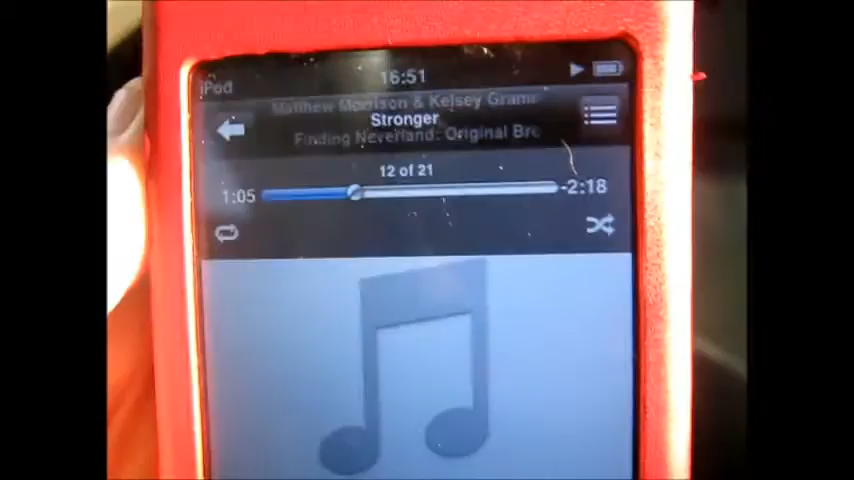 16:51
iPod
Matthew Morrison & Kelsey Gram
Stronger
Finding Neverland: Original Bro
12 of 21
1:05
-2:18